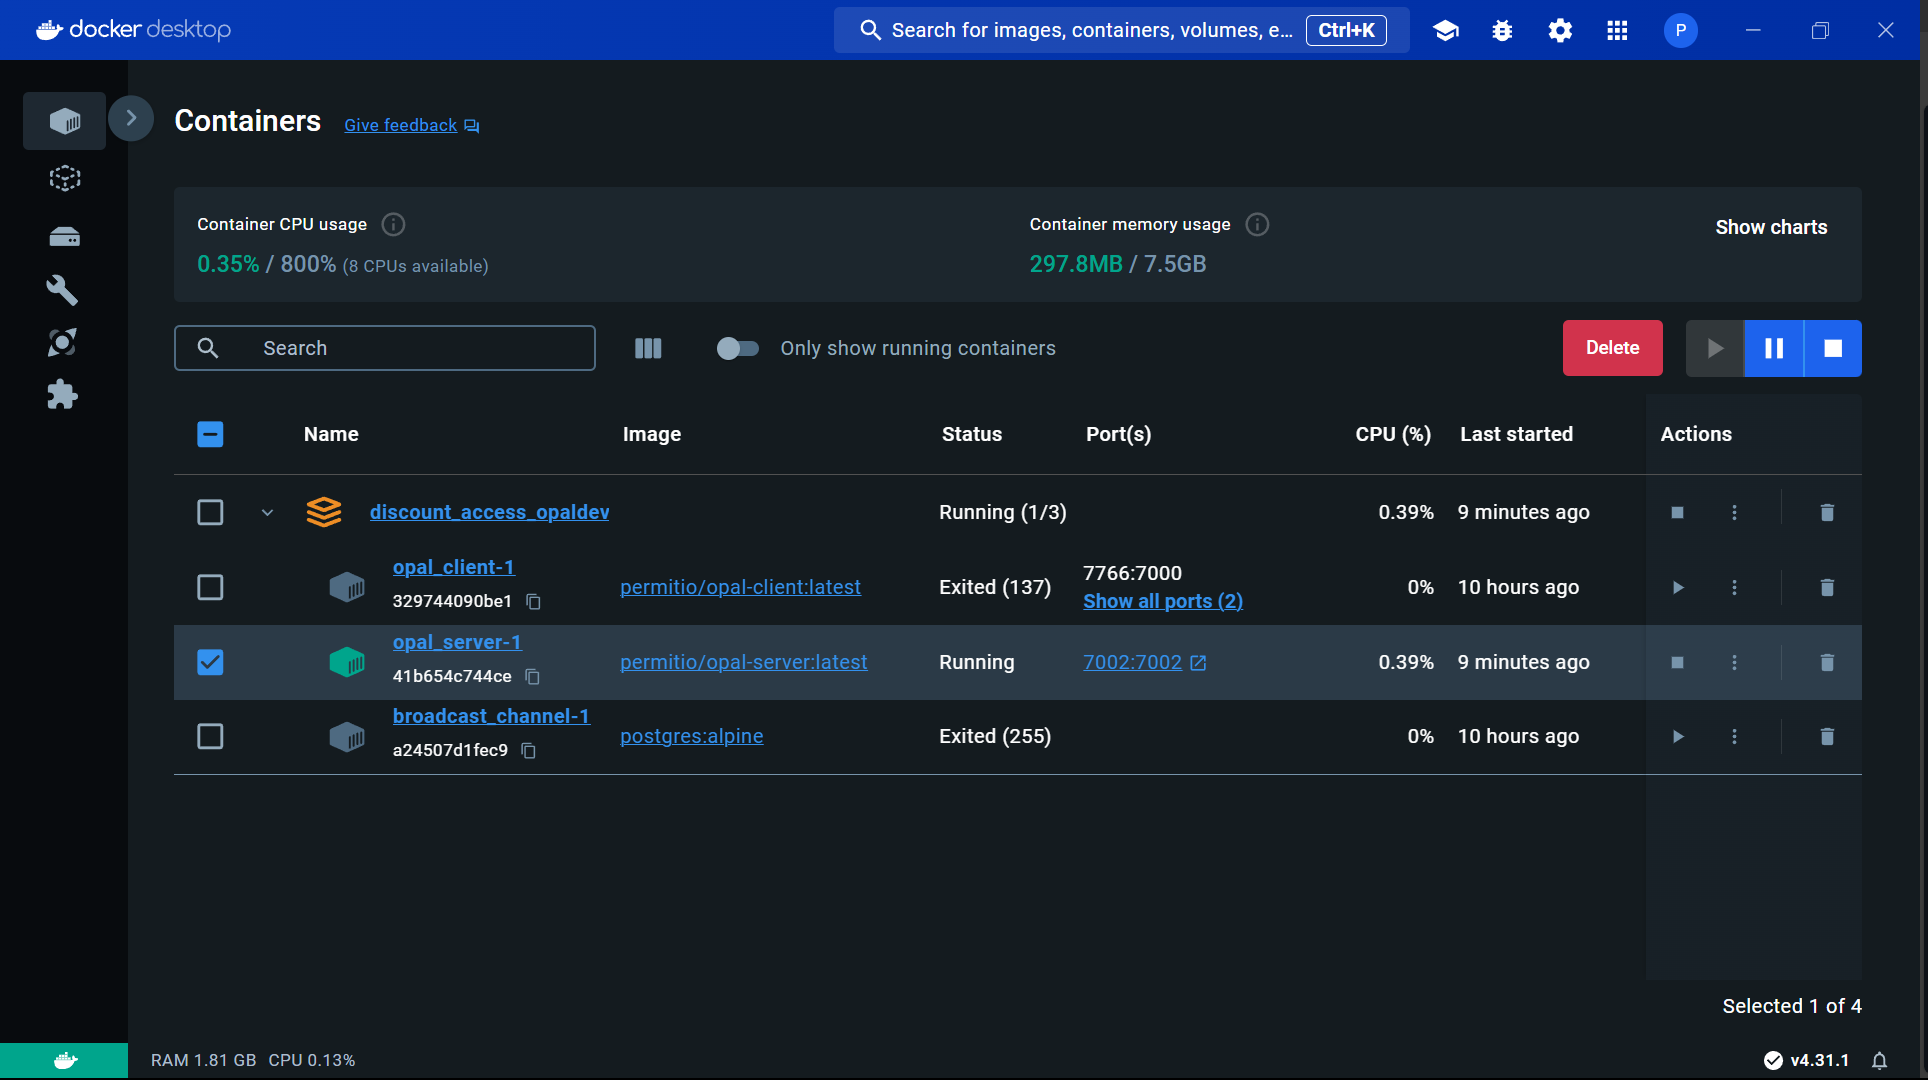 docker desktop
Search for images, containers, volumes, e... Ctrl+K
P
Containers Give feedback
Container CPU usage
0.35% / 800% (8 CPUs available)
Container memory usage
297.8MB / 7.5GB
Show charts
Search
Only show running containers
Delete
Name Image Status Port(s) CPU (%) Last started Actions
discount_access_opaldev Running (1/3) 0.39% 9 minutes ago
opal_client-1
329744090be1
permitio/opal-client:latest Exited (137)
7766:7000
Show all ports (2)
0% 10 hours ago
opal_server-1
41b654c744ce
permitio/opal-server:latest Running 7002:7002 0.39% 9 minutes ago
broadcast_channel-1
a24507d1fec9
postgres:alpine Exited (255) 0% 10 hours ago
Selected 1 of 4
RAM 1.81 GB CPU 0.13% v4.31.1